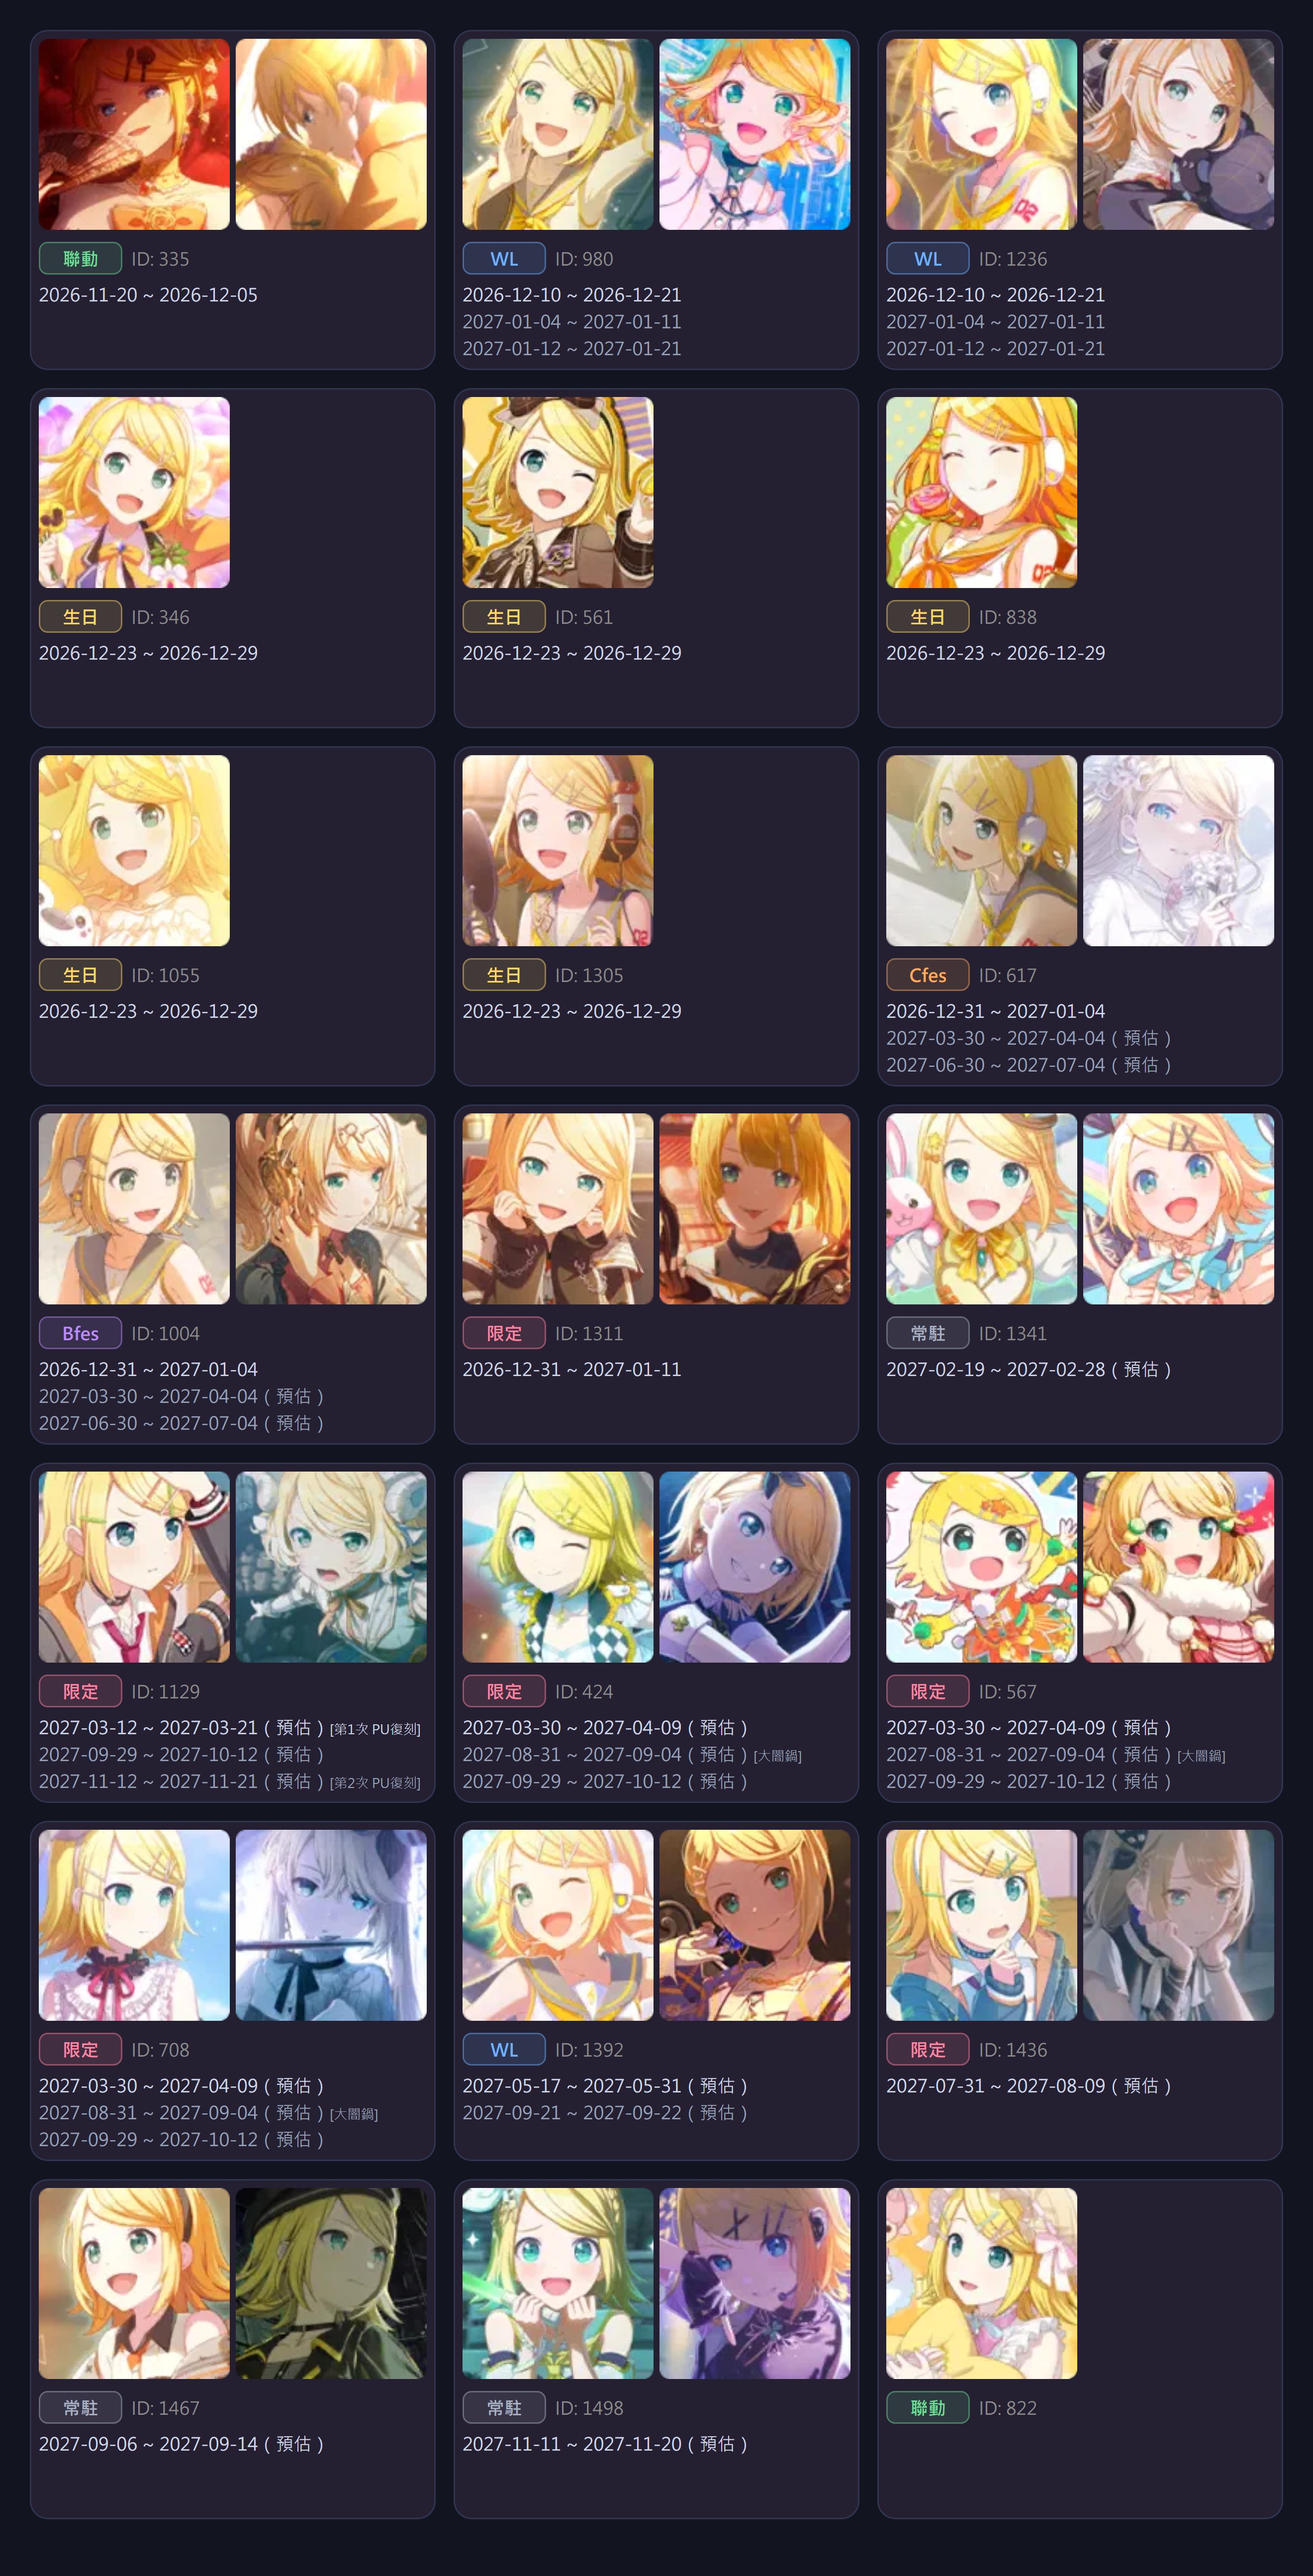 聯動 ID: 335
2026-11-20 ~ 2026-12-05
WL ID: 980
2026-12-10 ~ 2026-12-21
2027-01-04 ~ 2027-01-11
2027-01-12 ~ 2027-01-21
WL ID: 1236
2026-12-10 ~ 2026-12-21
2027-01-04 ~ 2027-01-11
2027-01-12 ~ 2027-01-21
生日 ID: 346
2026-12-23 ~ 2026-12-29
生日 ID: 561
2026-12-23 ~ 2026-12-29
生日 ID: 838
2026-12-23 ~ 2026-12-29
生日 ID: 1055
2026-12-23 ~ 2026-12-29
生日 ID: 1305
2026-12-23 ~ 2026-12-29
Cfes ID: 617
2026-12-31 ~ 2027-01-04
2027-03-30 ~ 2027-04-04（預估）
2027-06-30 ~ 2027-07-04（預估）
Bfes ID: 1004
2026-12-31 ~ 2027-01-04
2027-03-30 ~ 2027-04-04（預估）
2027-06-30 ~ 2027-07-04（預估）
限定 ID: 1311
2026-12-31 ~ 2027-01-11
常駐 ID: 1341
2027-02-19 ~ 2027-02-28（預估）
限定 ID: 1129
2027-03-12 ~ 2027-03-21（預估）[第1次 PU復刻]
2027-09-29 ~ 2027-10-12（預估）
2027-11-12 ~ 2027-11-21（預估）[第2次 PU復刻]
限定 ID: 424
2027-03-30 ~ 2027-04-09（預估）
2027-08-31 ~ 2027-09-04（預估）[大闇鍋]
2027-09-29 ~ 2027-10-12（預估）
限定 ID: 567
2027-03-30 ~ 2027-04-09（預估）
2027-08-31 ~ 2027-09-04（預估）[大闇鍋]
2027-09-29 ~ 2027-10-12（預估）
限定 ID: 708
2027-03-30 ~ 2027-04-09（預估）
2027-08-31 ~ 2027-09-04（預估）[大闇鍋]
2027-09-29 ~ 2027-10-12（預估）
WL ID: 1392
2027-05-17 ~ 2027-05-31（預估）
2027-09-21 ~ 2027-09-22（預估）
限定 ID: 1436
2027-07-31 ~ 2027-08-09（預估）
常駐 ID: 1467
2027-09-06 ~ 2027-09-14（預估）
常駐 ID: 1498
2027-11-11 ~ 2027-11-20（預估）
聯動 ID: 822